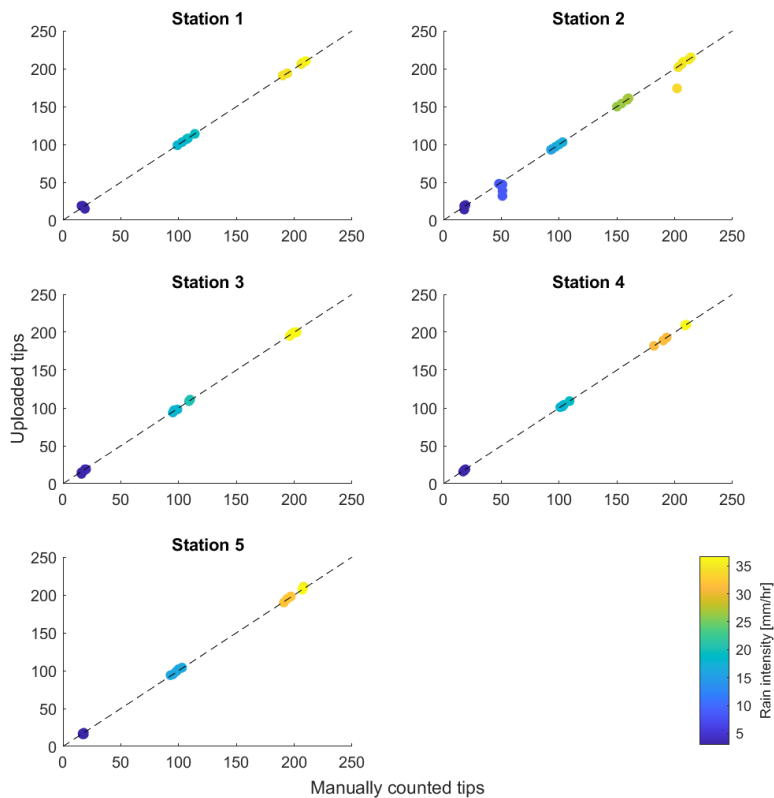 Station 1
Station 2
250
200
150
100
50
0
0 50 100 150 200 250
250
200
150
100
50
0
0 50 100 150 200 250
Station 3
Station 4
Uploaded tips
250
200
150
100
50
0
0 50 100 150 200 250
250
200
150
100
50
0
0 50 100 150 200 250
Station 5
250
200
150
100
50
0
0 50 100 150 200 250
35
30
25
20
15
10
5
Rain intensity [mm/hr]
Manually counted tips